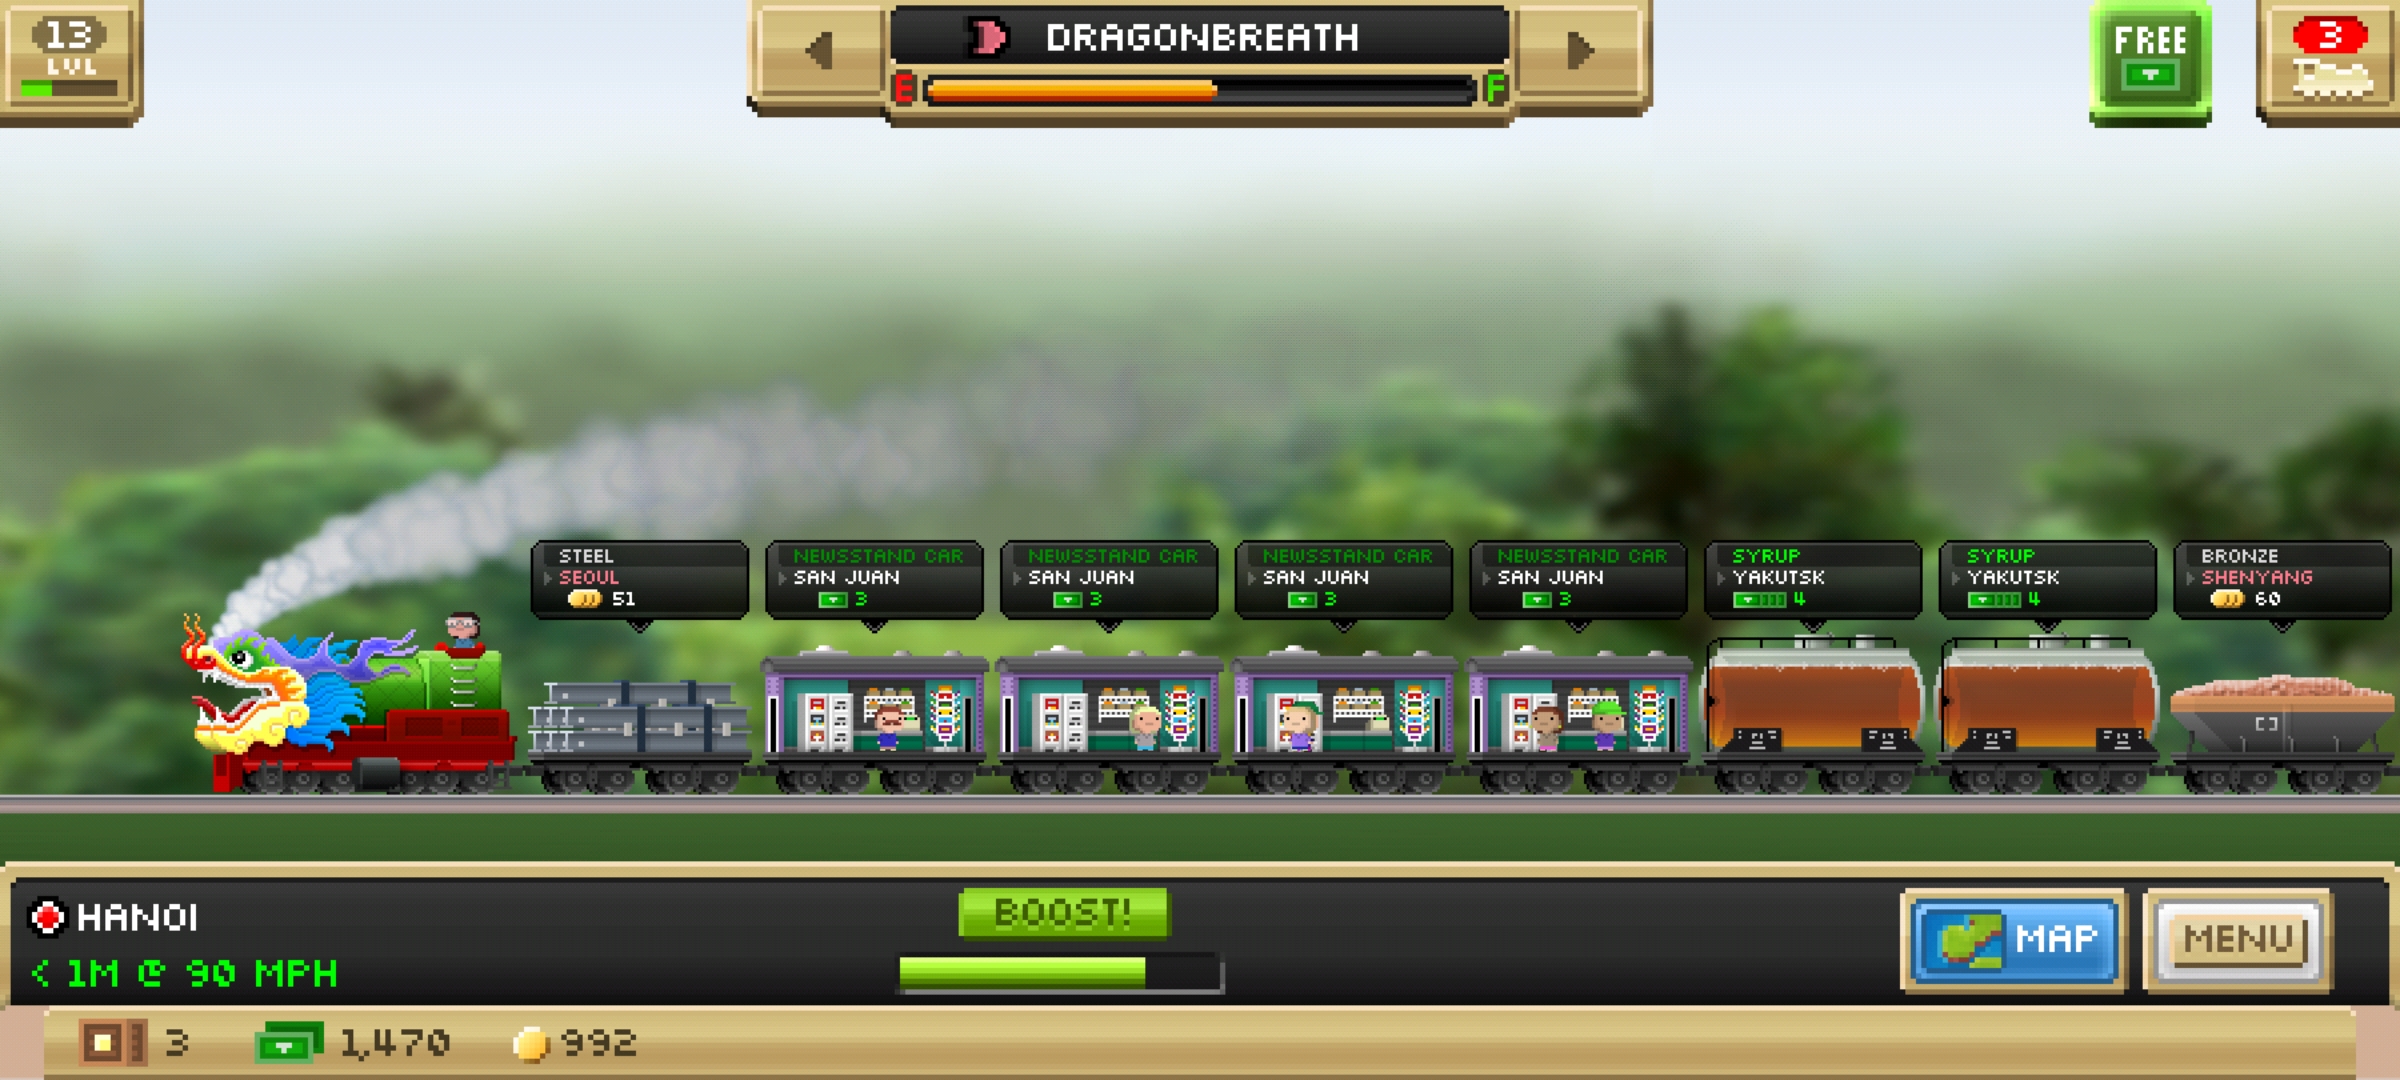 13
LVL
DRAGONBREATH
E F
FREE
3
STEEL
SEOUL
51
NEWSSTAND CAR
SAN JUAN
3
NEWSSTAND CAR
SAN JUAN
3
NEWSSTAND CAR
SAN JUAN
3
NEWSSTAND CAR
SAN JUAN
3
SYRUP
YAKUTSK
4
SYRUP
YAKUTSK
4
BRONZE
SHENYANG
60
HANOI
< 1M @ 90 MPH
BOOST!
MAP
MENU
3
1,470
992